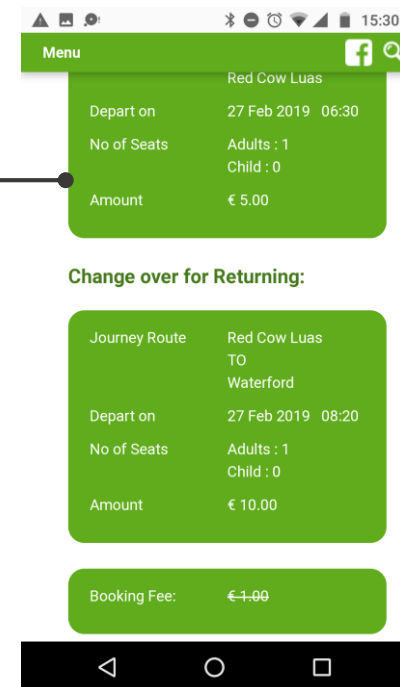 15:30
Menu
Red Cow Luas
Depart on 27 Feb 2019 06:30
No of Seats Adults : 1
Child : 0
Amount € 5.00
Change over for Returning:
Journey Route Red Cow Luas
TO
Waterford
Depart on 27 Feb 2019 08:20
No of Seats Adults : 1
Child : 0
Amount € 10.00
Booking Fee: € 1.00